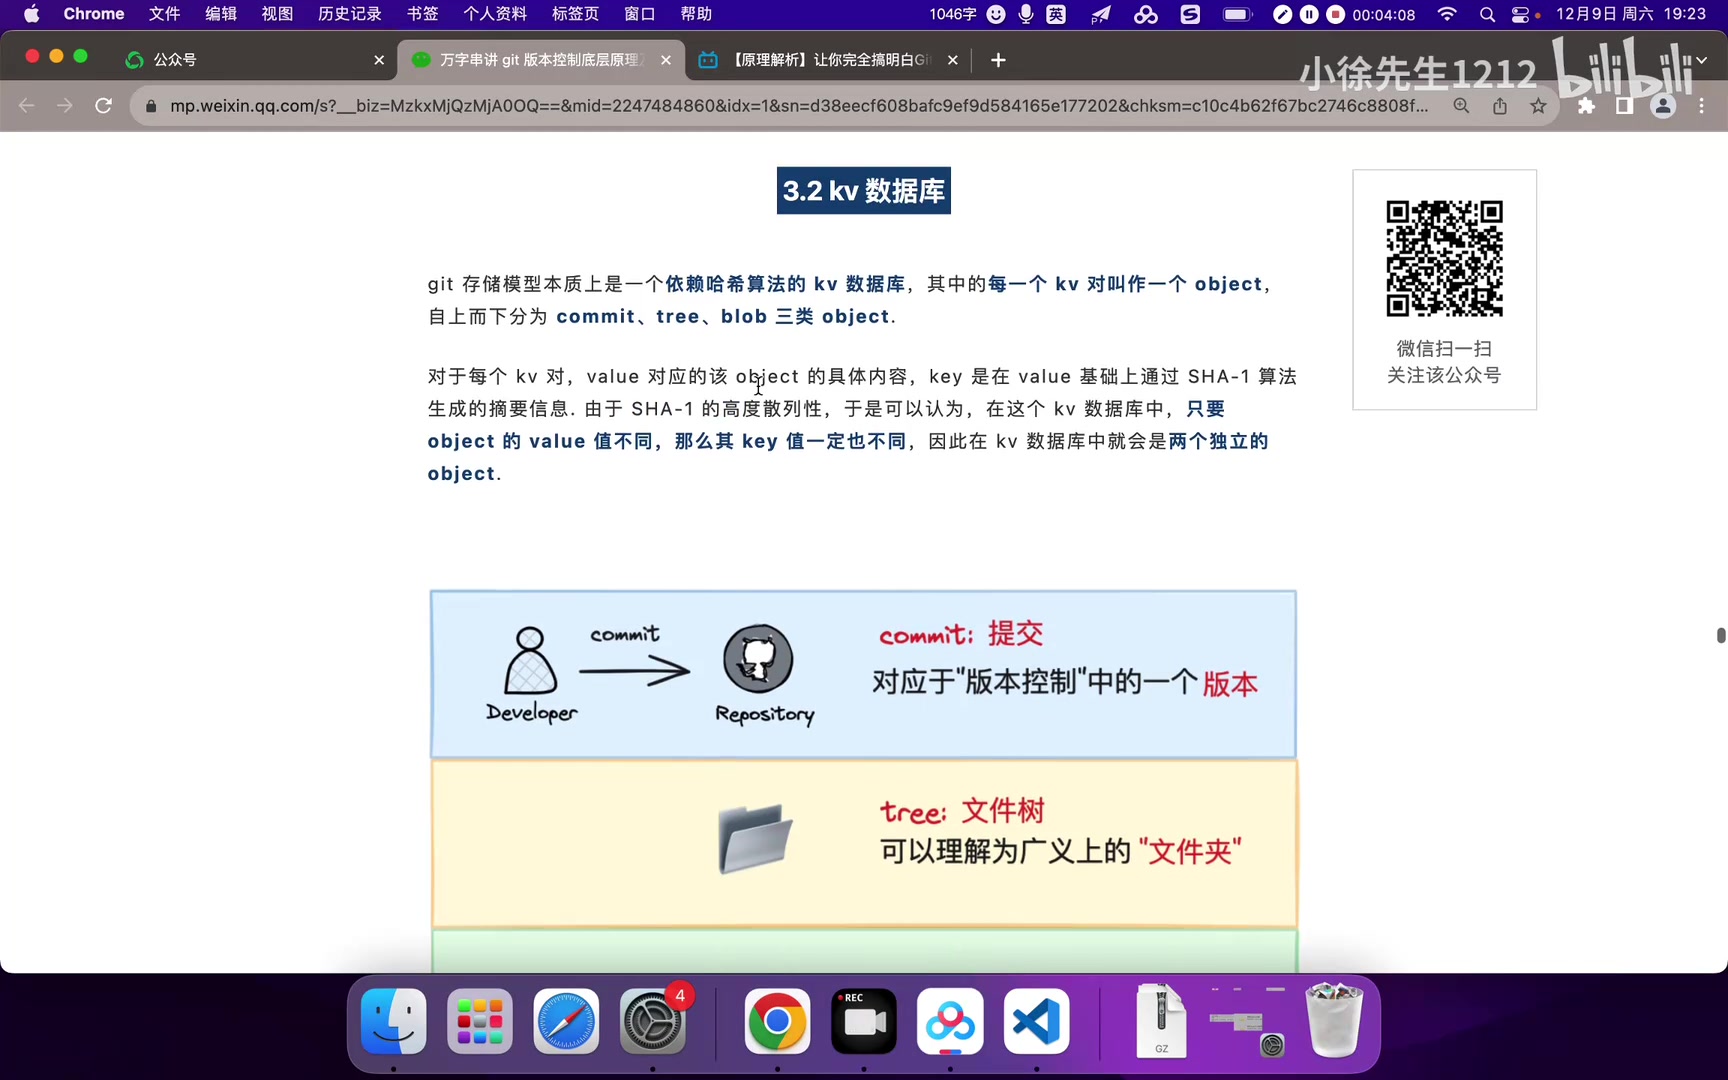 Chrome 文件 编辑 视图 历史记录 书签 个人资料 标签页 窗口 帮助 1046字 英 00:04:08 12月9日 周六 19:23
公众号
万字串讲 git 版本控制底层原理
【原理解析】让你完全搞明白Gi
小徐先生1212 bilibili
mp.weixin.qq.com/s?__biz=MzkxMjQzMjA0OQ==&mid=2247484860&idx=1&sn=d38eecf608bafc9ef9d584165e177202&chksm=c10c4b62f67bc2746c8808f...
3.2 kv 数据库
git 存储模型本质上是一个依赖哈希算法的 kv 数据库，其中的每一个 kv 对叫作一个 object，
自上而下分为 commit、tree、blob 三类 object.
对于每个 kv 对，value 对应的该 object 的具体内容，key 是在 value 基础上通过 SHA-1 算法
生成的摘要信息. 由于 SHA-1 的高度散列性，于是可以认为，在这个 kv 数据库中，只要
object 的 value 值不同，那么其 key 值一定也不同，因此在 kv 数据库中就会是两个独立的
object.
微信扫一扫
关注该公众号
commit
Developer
Repository
commit: 提交
对应于"版本控制"中的一个 版本
tree: 文件树
可以理解为广义上的 "文件夹"
4
REC
GZ